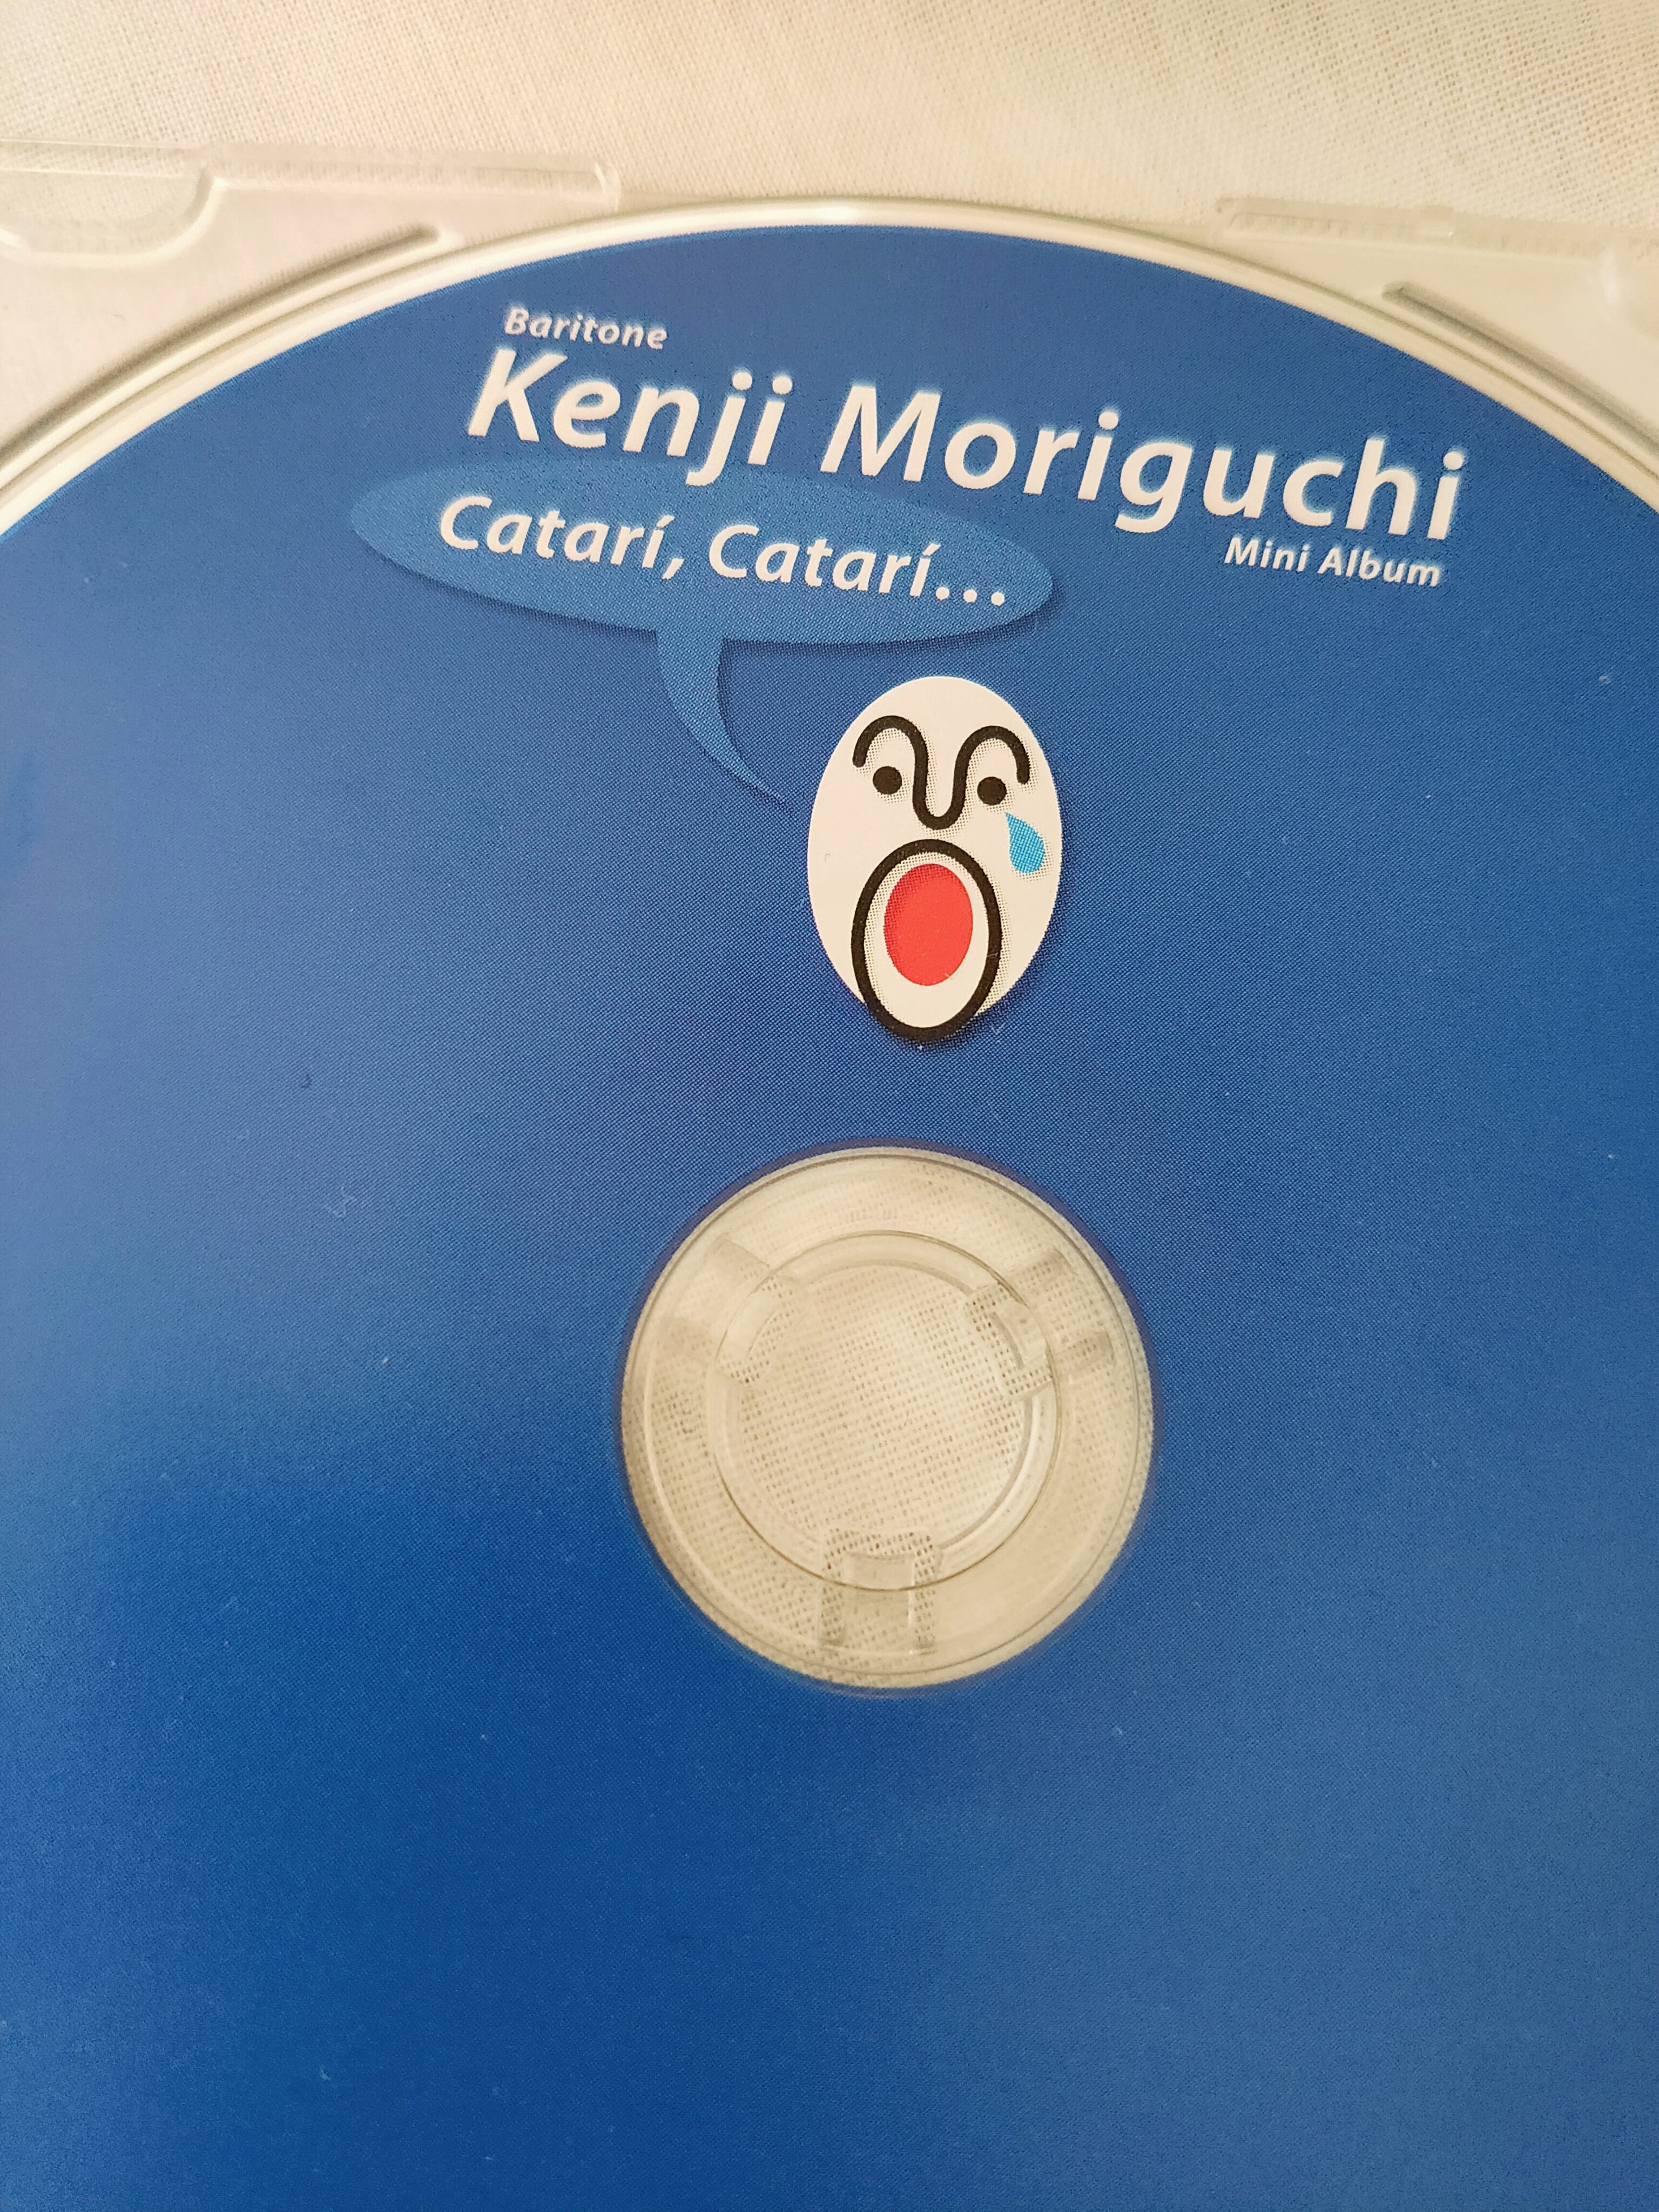 Baritone
Kenji Moriguchi
Mini Album
Catarí, Catarí...